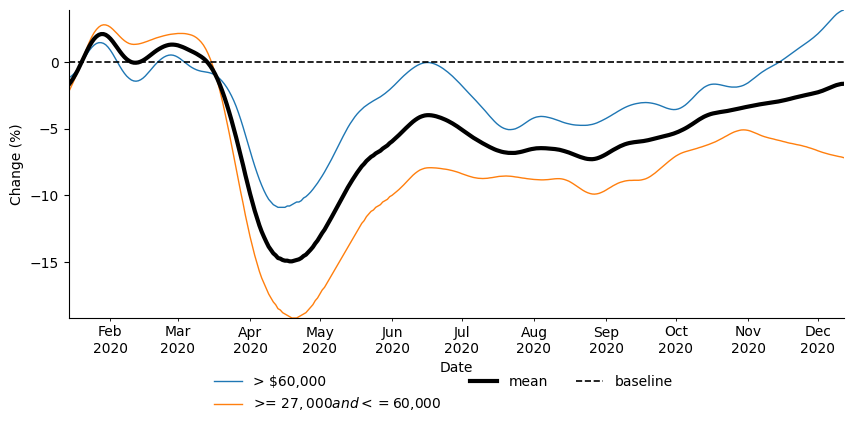 Change (%)
0
−5
−10
−15
Feb
2020
Mar
2020
Apr
2020
May
2020
Jun
2020
Jul
2020
Aug
2020
Sep
2020
Oct
2020
Nov
2020
Dec
2020
Date
> $60,000
>= 27,000and <= 60,000
mean
baseline